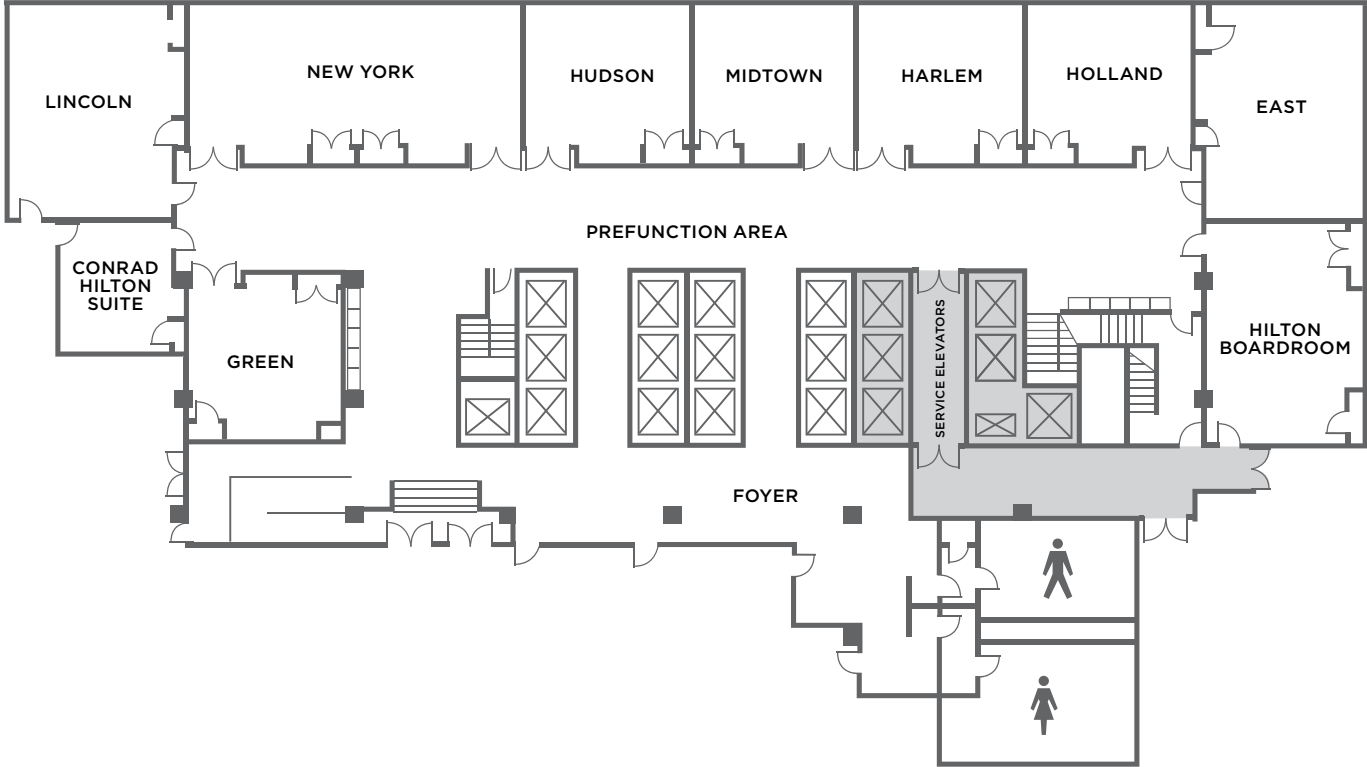 NEW YORK
HUDSON
MIDTOWN
HARLEM
HOLLAND
LINCOLN
EAST
PREFUNCTION AREA
CONRAD
HILTON
SUITE
GREEN
SERVICE ELEVATORS
HILTON
BOARDROOM
FOYER